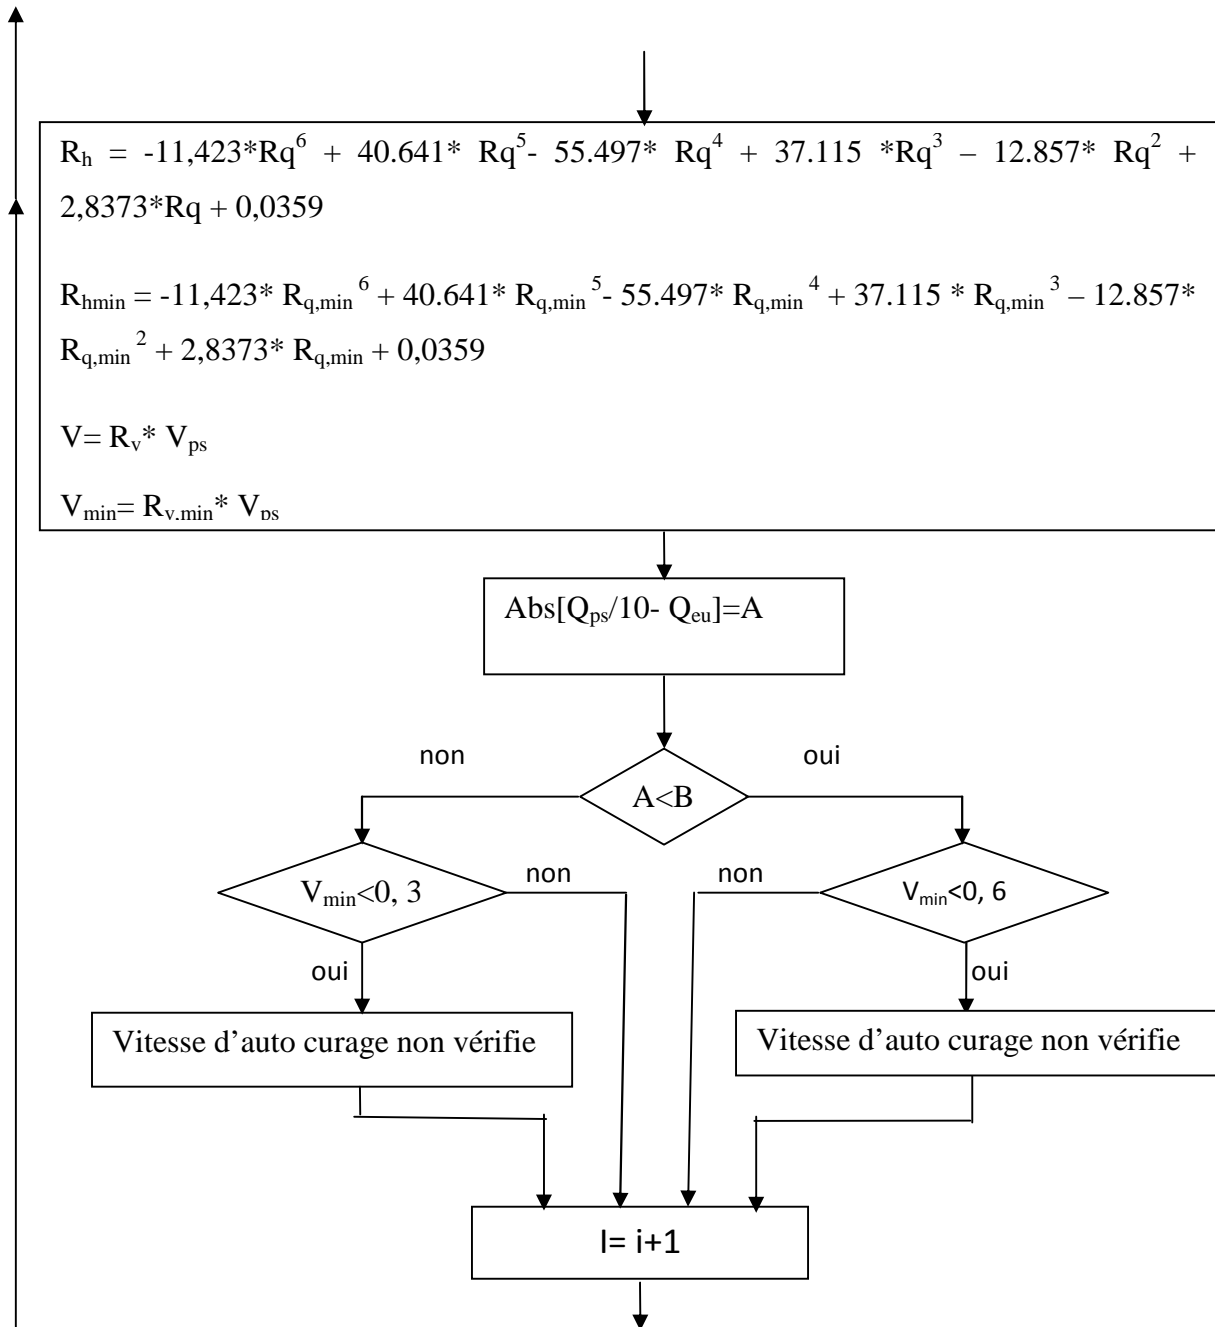 R_h = -11,423*Rq^6 + 40.641* Rq^5- 55.497* Rq^4 + 37.115 *Rq^3 – 12.857* Rq^2 +
2,8373*Rq + 0,0359
R_hmin = -11,423* R_q,min^6 + 40.641* R_q,min^5- 55.497* R_q,min^4 + 37.115 * R_q,min^3 – 12.857*
R_q,min^2 + 2,8373* R_q,min + 0,0359
V= R_v* V_ps
V_min= R_v,min* V_ps
Abs[Q_ps/10- Q_eu]=A
non
oui
A<B
V_min<0, 3
non
non
V_min<0, 6
oui
oui
Vitesse d'auto curage non vérifie
Vitesse d'auto curage non vérifie
I= i+1